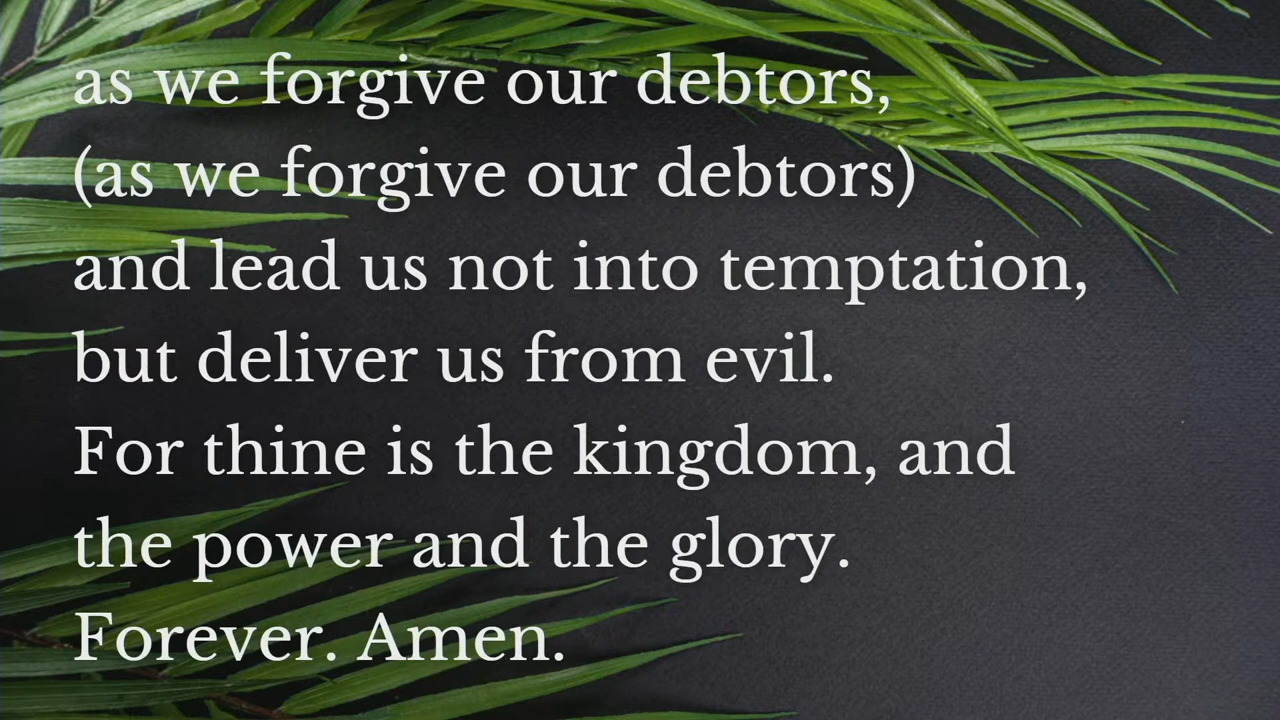 as we forgive our debtors,
(as we forgive our debtors)
and lead us not into temptation,
but deliver us from evil.
For thine is the kingdom, and
the power and the glory.
Forever. Amen.